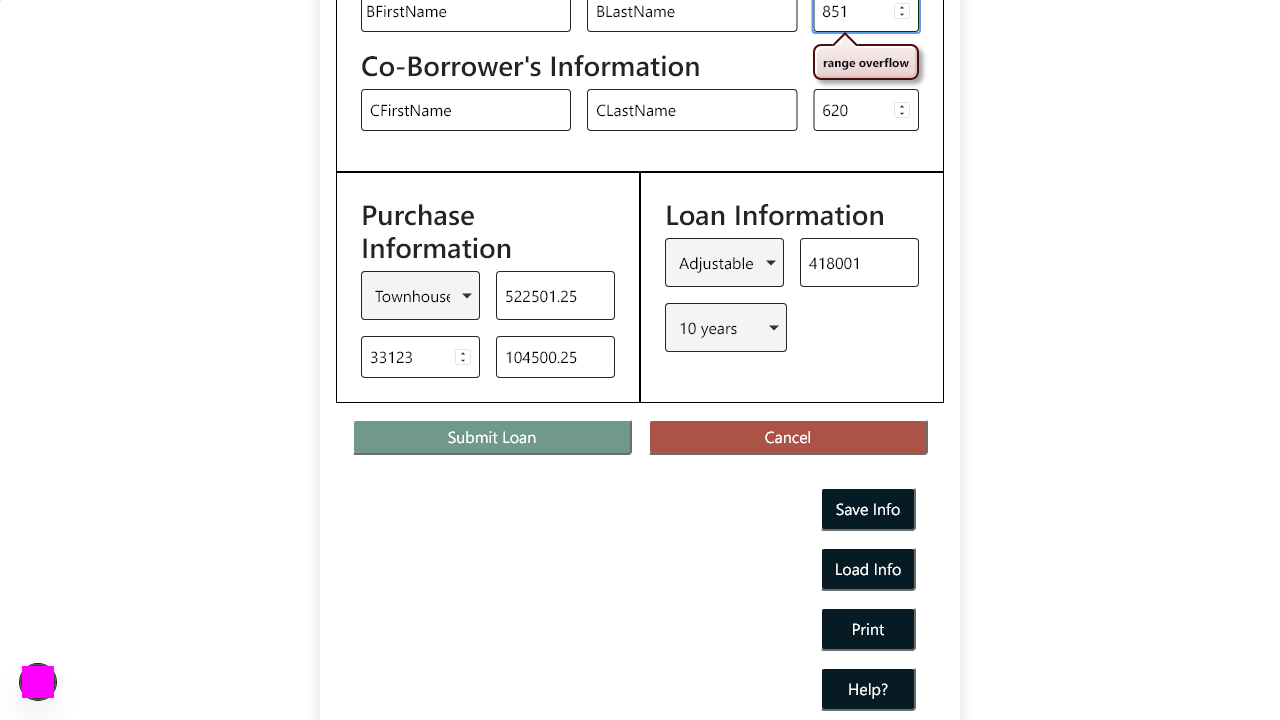 BFirstName BLastName 851
range overflow
Co-Borrower's Information
CFirstName CLastName 620
Purchase
Information
Townhouse 522501.25
33123 104500.25
Loan Information
Adjustable 418001
10 years
Submit Loan Cancel
Save Info
Load Info
Print
Help?